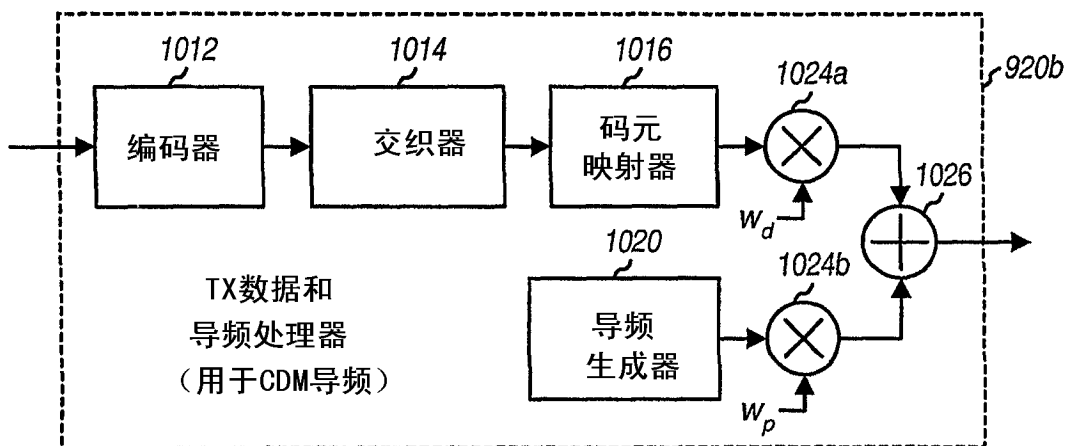 1012
1014
1016
1024a
920b
编码器
交织器
码元
映射器
1026
w_d
1020
1024b
TX数据和
导频处理器
(用于CDM导频)
导频
生成器
w_p